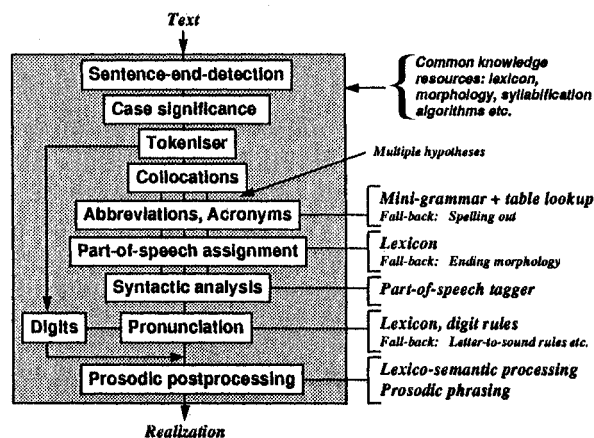 Text
Sentence-end-detection
Common knowledge
resources: lexicon,
morphology, syllabification
algorithms etc.
Case significance
Tokeniser
Multiple hypotheses
Collocations
Abbreviations, Acronyms
Mini-grammar + table lookup
Fall-back: Spelling out
Part-of-speech assignment
Lexicon
Fall-back: Ending morphology
Syntactic analysis
Part-of-speech tagger
Digits
Pronunciation
Lexicon, digit rules
Fall-back: Letter-to-sound rules etc.
Prosodic postprocessing
Lexico-semantic processing
Prosodic phrasing
Realization